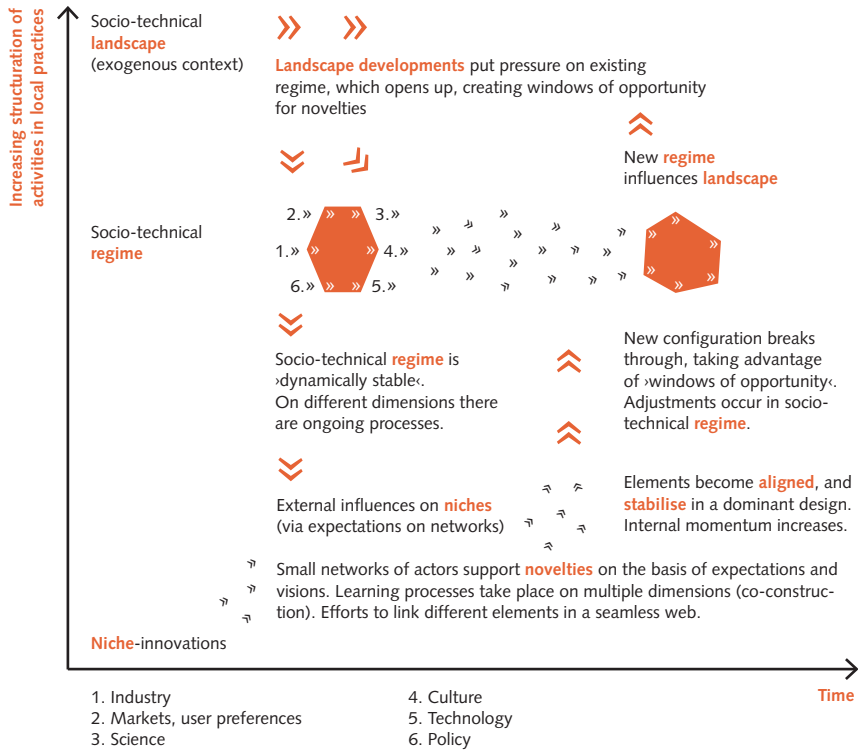 Increasing structuration of
activities in local practices
Socio-technical
landscape
(exogenous context)
Landscape developments put pressure on existing
regime, which opens up, creating windows of opportunity
for novelties
New regime
influences landscape
Socio-technical
regime
2.» 3.»
1.» 4.»
6.» 5.»
Socio-technical regime is
›dynamically stable‹.
On different dimensions there
are ongoing processes.
New configuration breaks
through, taking advantage
of ›windows of opportunity‹.
Adjustments occur in socio-
technical regime.
External influences on niches
(via expectations on networks)
Elements become aligned, and
stabilise in a dominant design.
Internal momentum increases.
Small networks of actors support novelties on the basis of expectations and
visions. Learning processes take place on multiple dimensions (co-construc-
tion). Efforts to link different elements in a seamless web.
Niche-innovations
Time
1. Industry
2. Markets, user preferences
3. Science
4. Culture
5. Technology
6. Policy